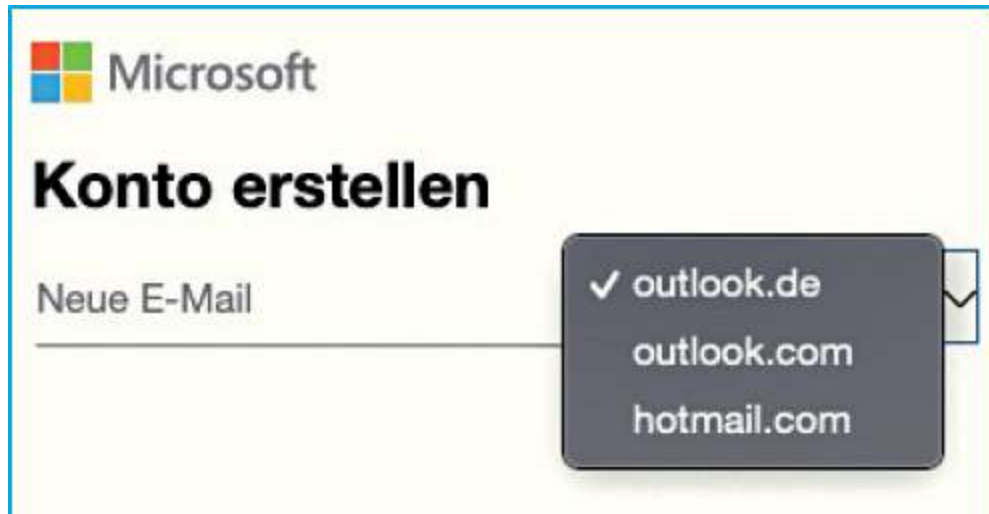 Microsoft
Konto erstellen
Neue E-Mail
✓ outlook.de
outlook.com
hotmail.com